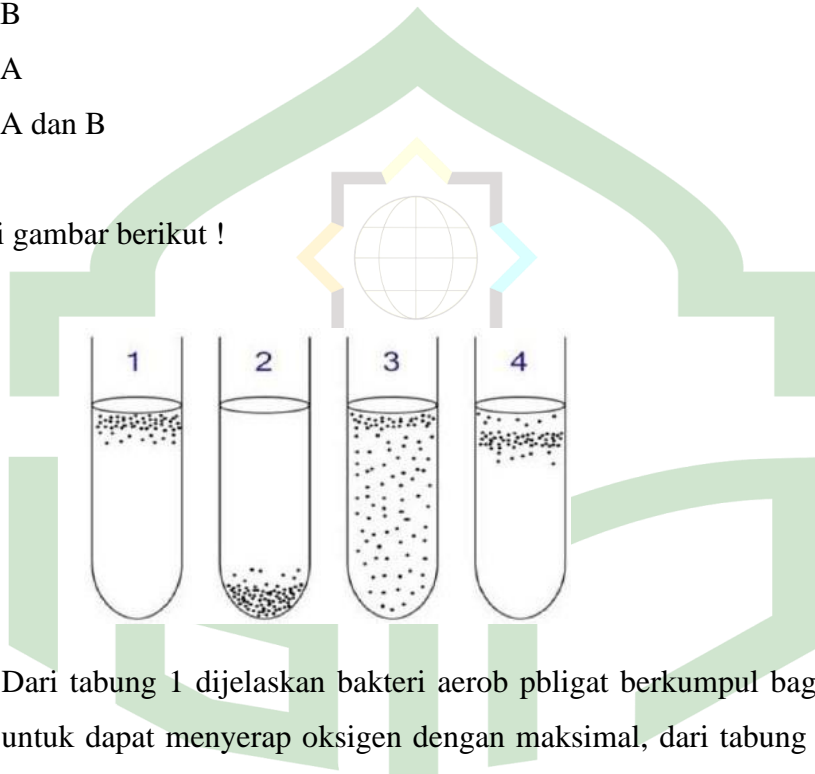 B
A
A dan B
i gambar berikut !
1 2 3 4
Dari tabung 1 dijelaskan bakteri aerob pbligat berkumpul bag
untuk dapat menyerap oksigen dengan maksimal, dari tabung